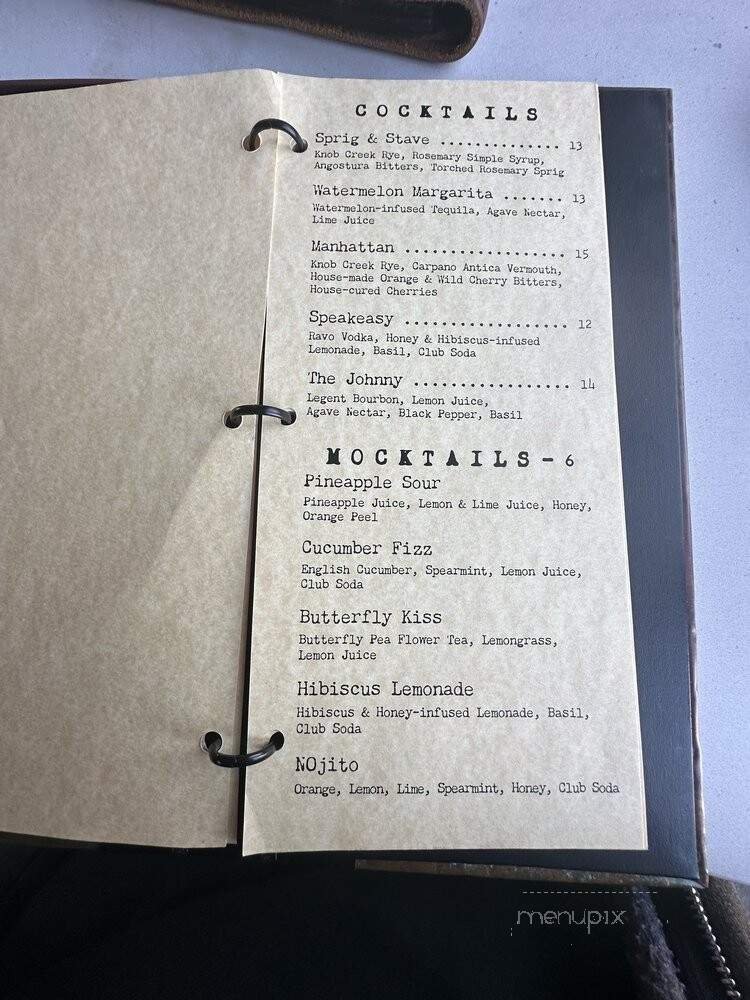 COCKTAILS
Sprig & Stave .............. 13
Knob Creek Rye, Rosemary Simple Syrup,
Angostura Bitters, Torched Rosemary Sprig
Watermelon Margarita ....... 13
Watermelon-infused Tequila, Agave Nectar,
Lime Juice
Manhattan .................. 15
Knob Creek Rye, Carpano Antica Vermouth,
House-made Orange & Wild Cherry Bitters,
House-cured Cherries
Speakeasy .................. 12
Ravo Vodka, Honey & Hibiscus-infused
Lemonade, Basil, Club Soda
The Johnny ................. 14
Legent Bourbon, Lemon Juice,
Agave Nectar, Black Pepper, Basil
MOCKTAILS- 6
Pineapple Sour
Pineapple Juice, Lemon & Lime Juice, Honey,
Orange Peel
Cucumber Fizz
English Cucumber, Spearmint, Lemon Juice,
Club Soda
Butterfly Kiss
Butterfly Pea Flower Tea, Lemongrass,
Lemon Juice
Hibiscus Lemonade
Hibiscus & Honey-infused Lemonade, Basil,
Club Soda
NOjito
Orange, Lemon, Lime, Spearmint, Honey, Club Soda
menupix